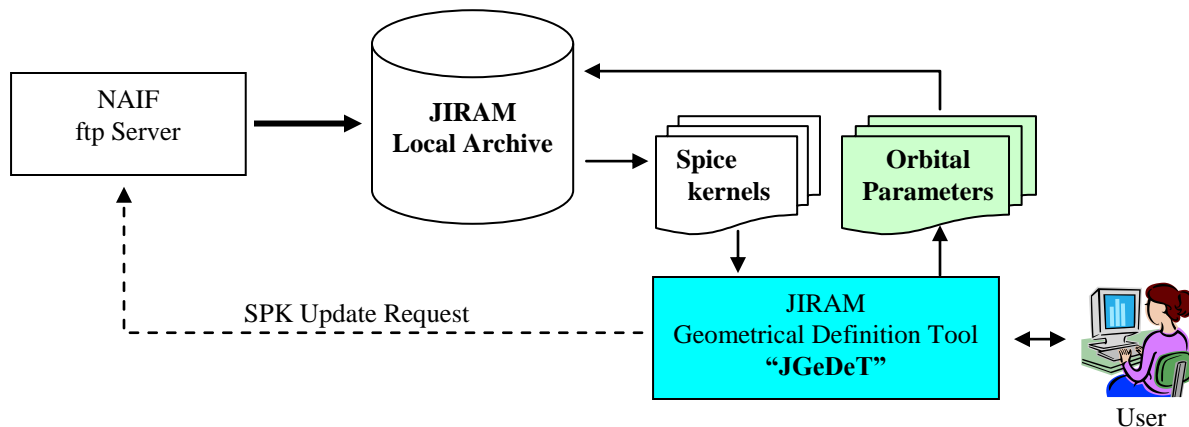 NAIF
ftp Server
JIRAM
Local Archive
Spice
kernels
Orbital
Parameters
SPK Update Request
JIRAM
Geometrical Definition Tool
“JGeDeT”
User